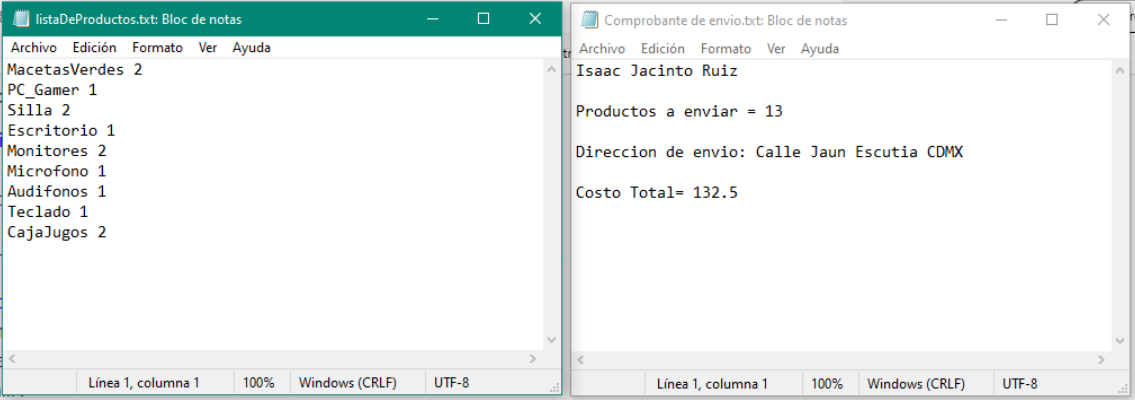 listaDeProductos.txt: Bloc de notas
Archivo Edición Formato Ver Ayuda
MacetasVerdes 2
PC_Gamer 1
Silla 2
Escritorio 1
Monitores 2
Microfono 1
Audifonos 1
Teclado 1
CajaJugos 2
Línea 1, columna 1 100% Windows (CRLF) UTF-8
Comprobante de envio.txt: Bloc de notas
Archivo Edición Formato Ver Ayuda
Isaac Jacinto Ruiz
Productos a enviar = 13
Direccion de envio: Calle Jaun Escutia CDMX
Costo Total= 132.5
Línea 1, columna 1 100% Windows (CRLF) UTF-8